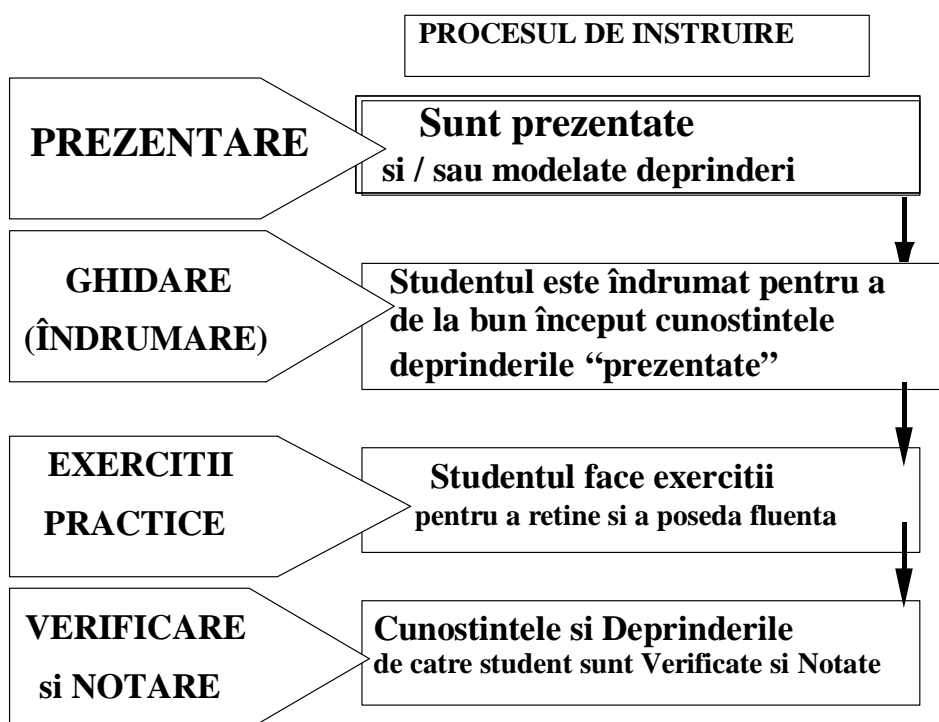 PROCESUL DE INSTRUIRE
PREZENTARE
Sunt prezentate
si / sau modelate deprinderi
GHIDARE
(ÎNDRUMARE)
Studentul este îndrumat pentru a
de la bun început cunostintele
deprinderile “prezentate”
EXERCITII
PRACTICE
Studentul face exercitii
pentru a retine si a poseda fluenta
VERIFICARE
si NOTARE
Cunostintele si Deprinderile
de catre student sunt Verificate si Notate